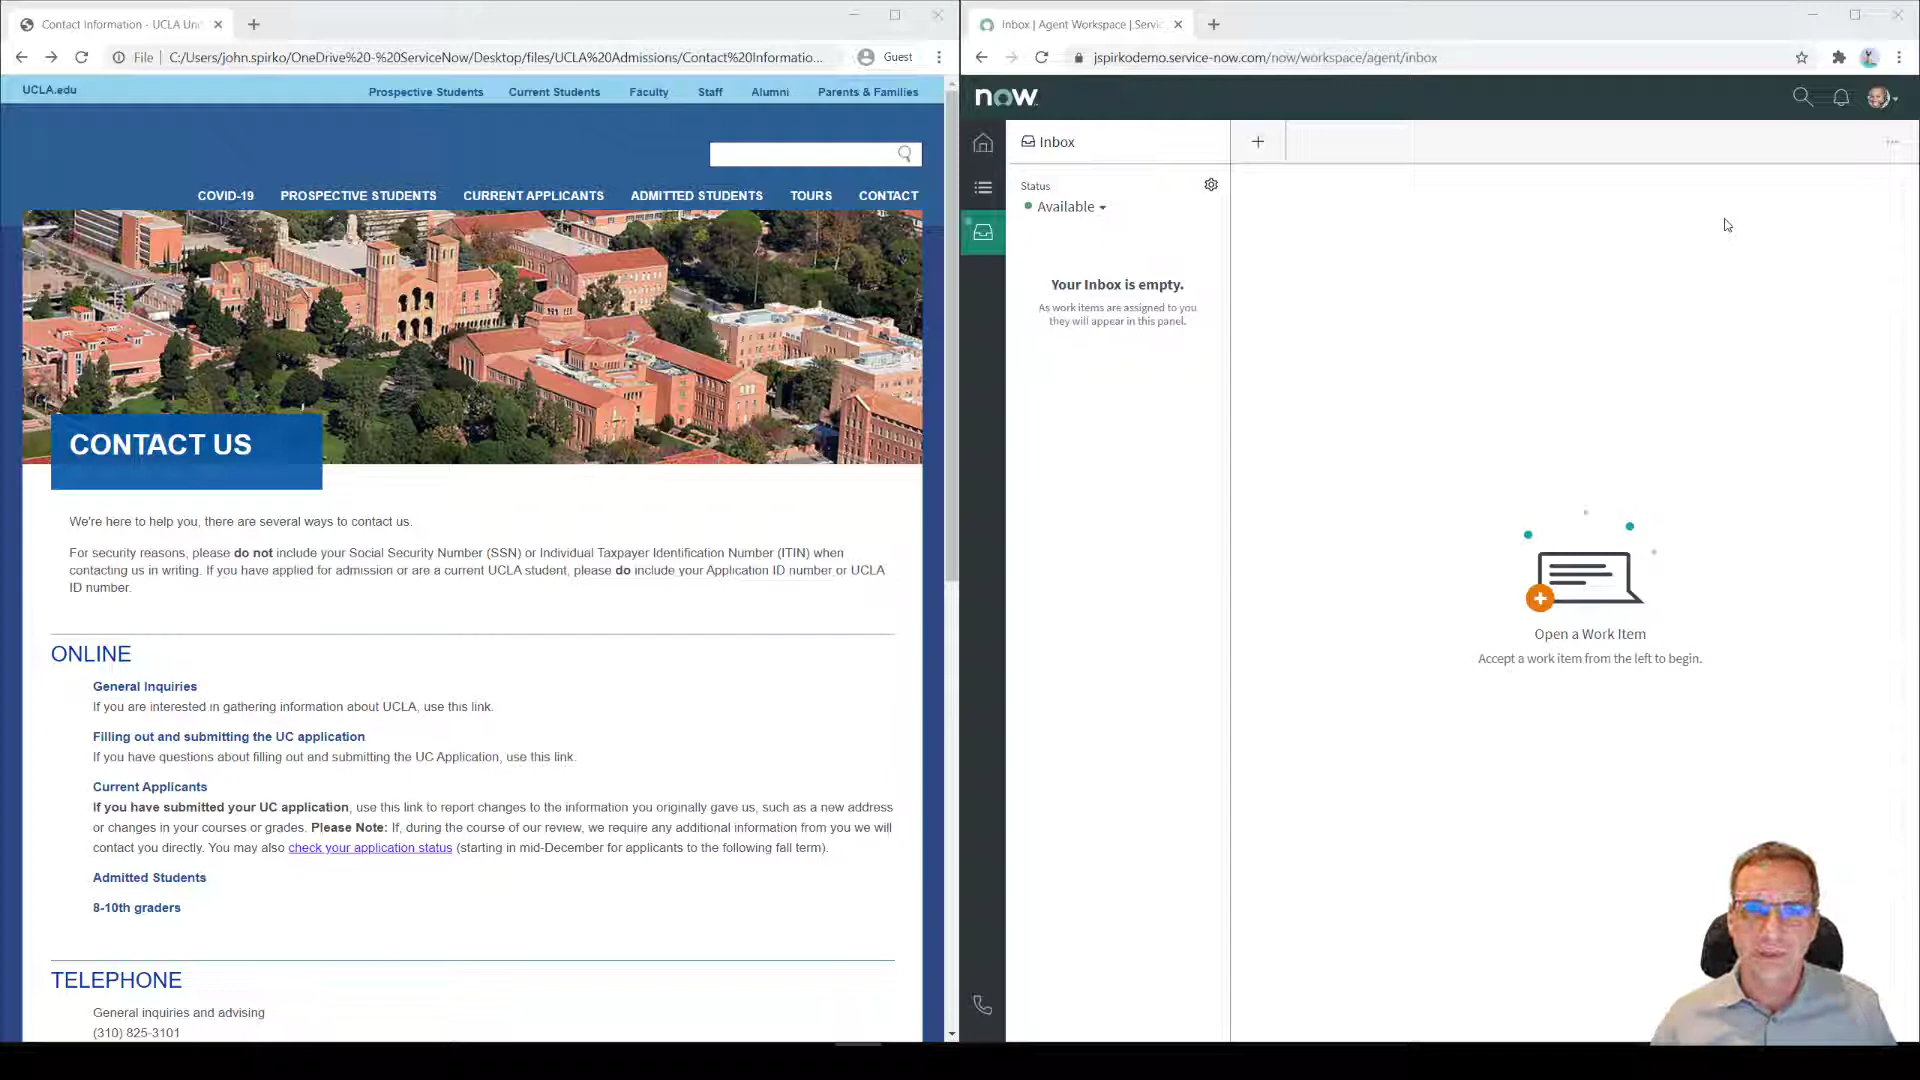 Contact Information - UCLA Un
File
C:/Users/john.spirko/OneDrive%20-%20ServiceNow/Desktop/files/UCLA%20Admissions/Contact%20Informatio...
Guest
UCLA.edu
Prospective Students
Current Students
Faculty
Staff
Alumni
Parents & Families
COVID-19
PROSPECTIVE STUDENTS
CURRENT APPLICANTS
ADMITTED STUDENTS
TOURS
CONTACT
CONTACT US
We're here to help you, there are several ways to contact us.
For security reasons, please do not include your Social Security Number (SSN) or Individual Taxpayer Identification Number (ITIN) when
contacting us in writing. If you have applied for admission or are a current UCLA student, please do include your Application ID number or UCLA
ID number.
ONLINE
General Inquiries
If you are interested in gathering information about UCLA, use this link.
Filling out and submitting the UC application
If you have questions about filling out and submitting the UC Application, use this link.
Current Applicants
If you have submitted your UC application, use this link to report changes to the information you originally gave us, such as a new address
or changes in your courses or grades. Please Note: If, during the course of our review, we require any additional information from you we will
contact you directly. You may also check your application status (starting in mid-December for applicants to the following fall term).
Admitted Students
8-10th graders
TELEPHONE
General inquiries and advising
(310) 825-3101
Inbox | Agent Workspace | Servic
jspirkodemo.service-now.com/now/workspace/agent/inbox
now
Inbox
Status
Available
Your Inbox is empty.
As work items are assigned to you
they will appear in this panel.
Open a Work Item
Accept a work item from the left to begin.